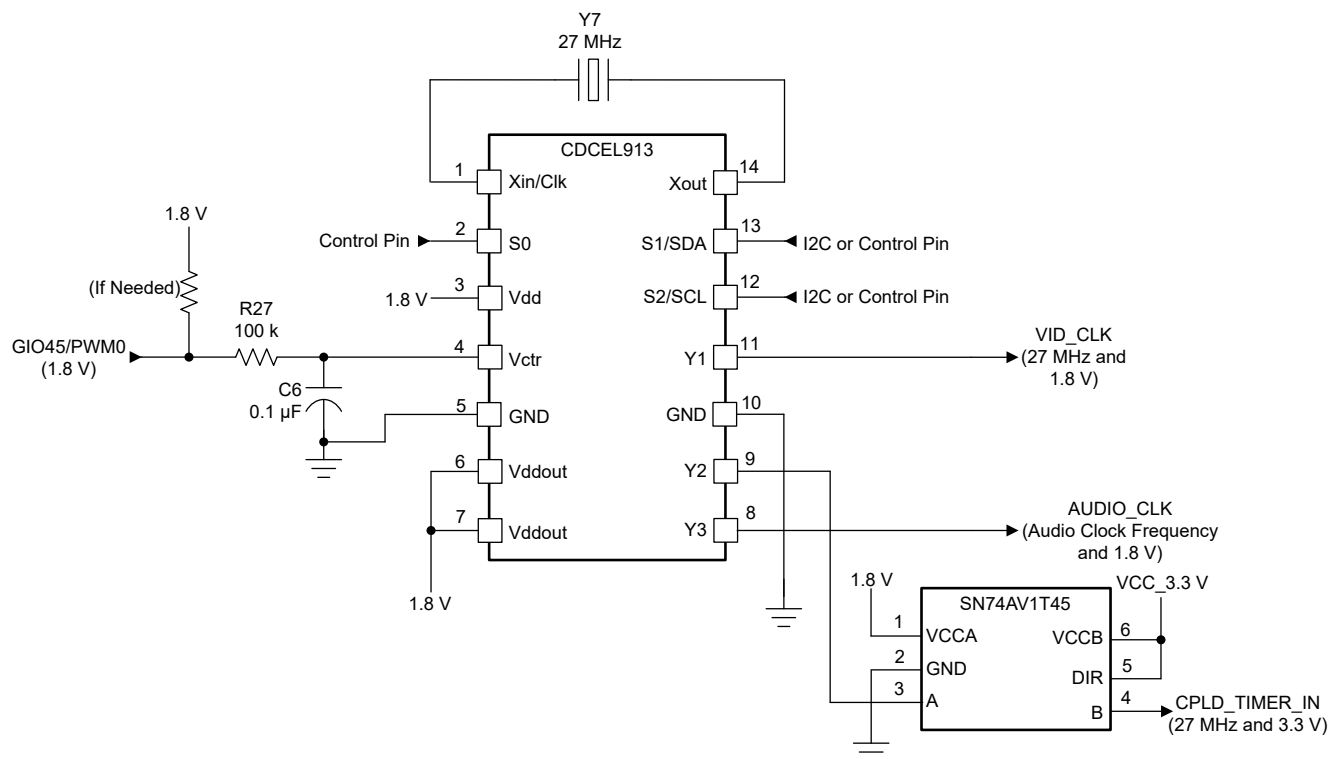 Y7
27 MHz
CDCEL913
1
Xin/Clk
14
Xout
1.8 V
Control Pin
2
S0
13
S1/SDA
I2C or Control Pin
(If Needed)
1.8 V
3
Vdd
12
S2/SCL
I2C or Control Pin
R27
100 k
GIO45/PWM0
(1.8 V)
4
Vctr
11
Y1
VID_CLK
(27 MHz and
1.8 V)
C6
0.1 µF
5
GND
10
GND
6
Vddout
9
Y2
7
Vddout
8
Y3
AUDIO_CLK
(Audio Clock Frequency
and 1.8 V)
1.8 V
1.8 V
SN74AV1T45
VCC_3.3 V
1
VCCA
6
VCCB
2
GND
5
DIR
3
A
4
B
CPLD_TIMER_IN
(27 MHz and 3.3 V)